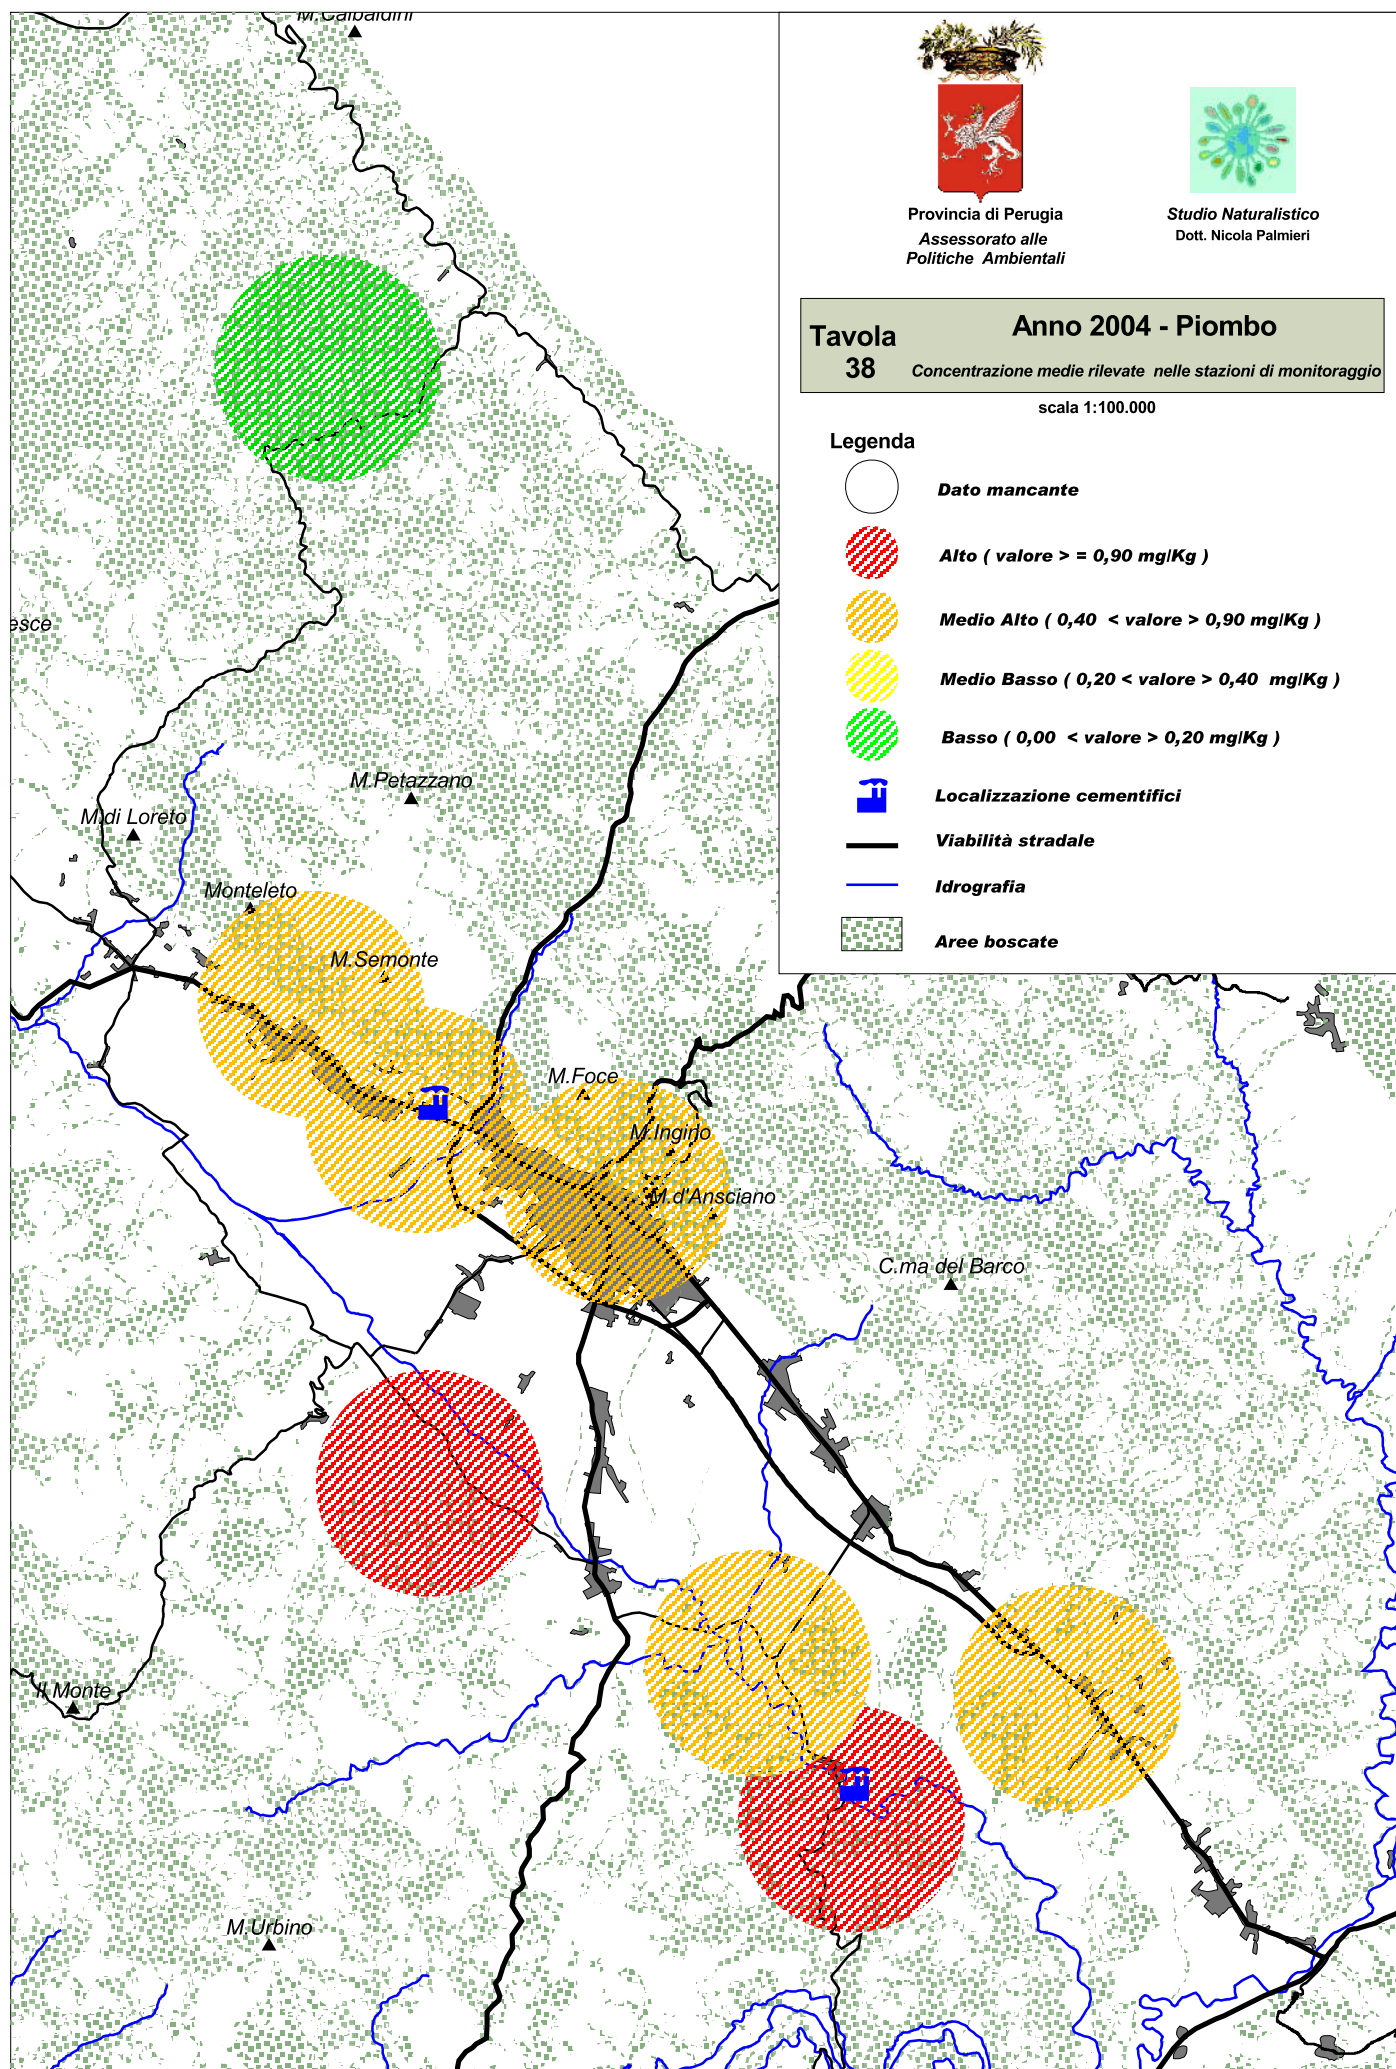 M.Calbaldini
Provincia di Perugia
Assessorato alle
Politiche Ambientali
Studio Naturalistico
Dott. Nicola Palmieri
Tavola
38
Anno 2004 - Piombo
Concentrazione medie rilevate nelle stazioni di monitoraggio
scala 1:100.000
Legenda
Dato mancante
Alto ( valore > = 0,90 mg/Kg )
Medio Alto ( 0,40 < valore > 0,90 mg/Kg )
Medio Basso ( 0,20 < valore > 0,40 mg/Kg )
Basso ( 0,00 < valore > 0,20 mg/Kg )
Localizzazione cementifici
Viabilità stradale
Idrografia
Aree boscate
esce
M.Petazzano
M.di Loreto
Monteleto
M.Semonte
M.Foce
M.Ingino
M.d'Ansciano
C.ma del Barco
Il Monte
M.Urbino